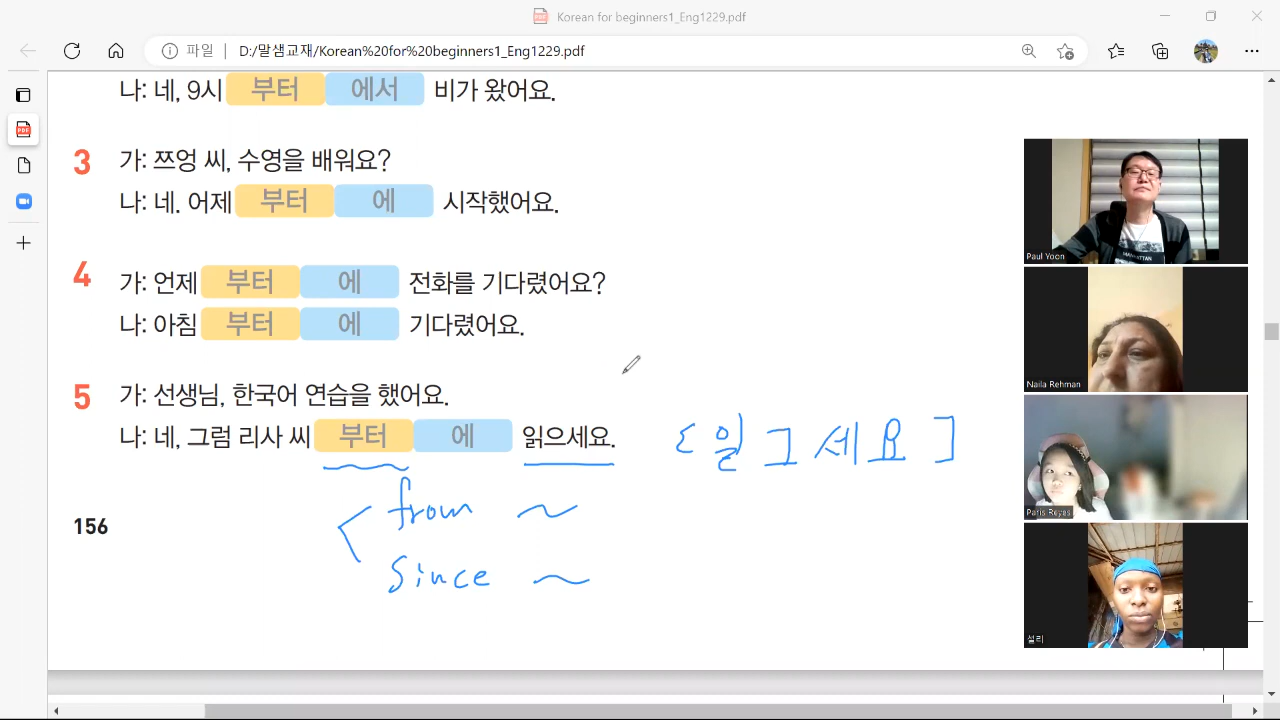 Korean for beginners1_Eng1229.pdf
파일 D:/말샘교재/Korean%20for%20beginners1_Eng1229.pdf
나: 네, 9시 부터 에서 비가 왔어요.
3 가: 쯔엉 씨, 수영을 배워요?
나: 네. 어제 부터 에 시작했어요.
4 가: 언제 부터 에 전화를 기다렸어요?
나: 아침 부터 에 기다렸어요.
5 가: 선생님, 한국어 연습을 했어요.
나: 네, 그럼 리사 씨 부터 에 읽으세요. [일그세요]
from ~
since ~
156
Paul Yoon
Naila Rehman
Paris Reyes
설리